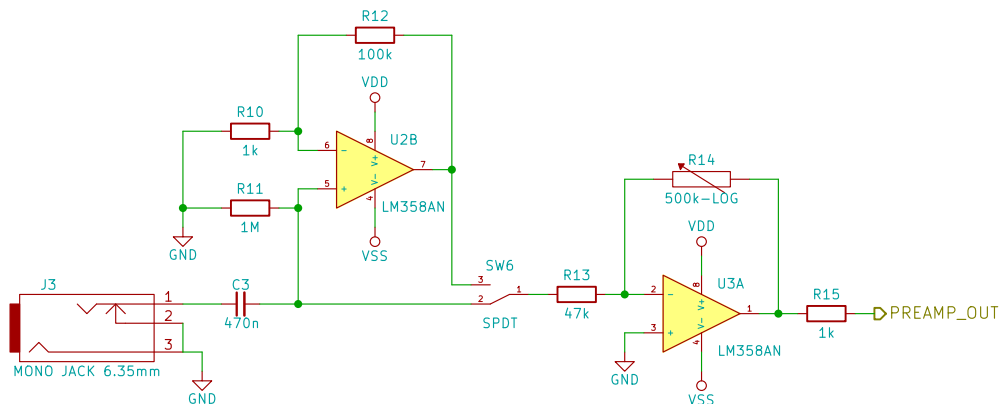 R12
100k
VDD
R10
1k
U2B
8
V+
6
−
7
5
+
V-
4
R11
1M
LM358AN
VSS
GND
R14
500k-LOG
VDD
SW6
3
2
1
SPDT
R13
47k
U3A
8
V+
2
−
1
3
+
V-
4
LM358AN
VSS
GND
R15
1k
PREAMP_OUT
J3
1
2
3
C3
470n
MONO JACK 6.35mm
GND